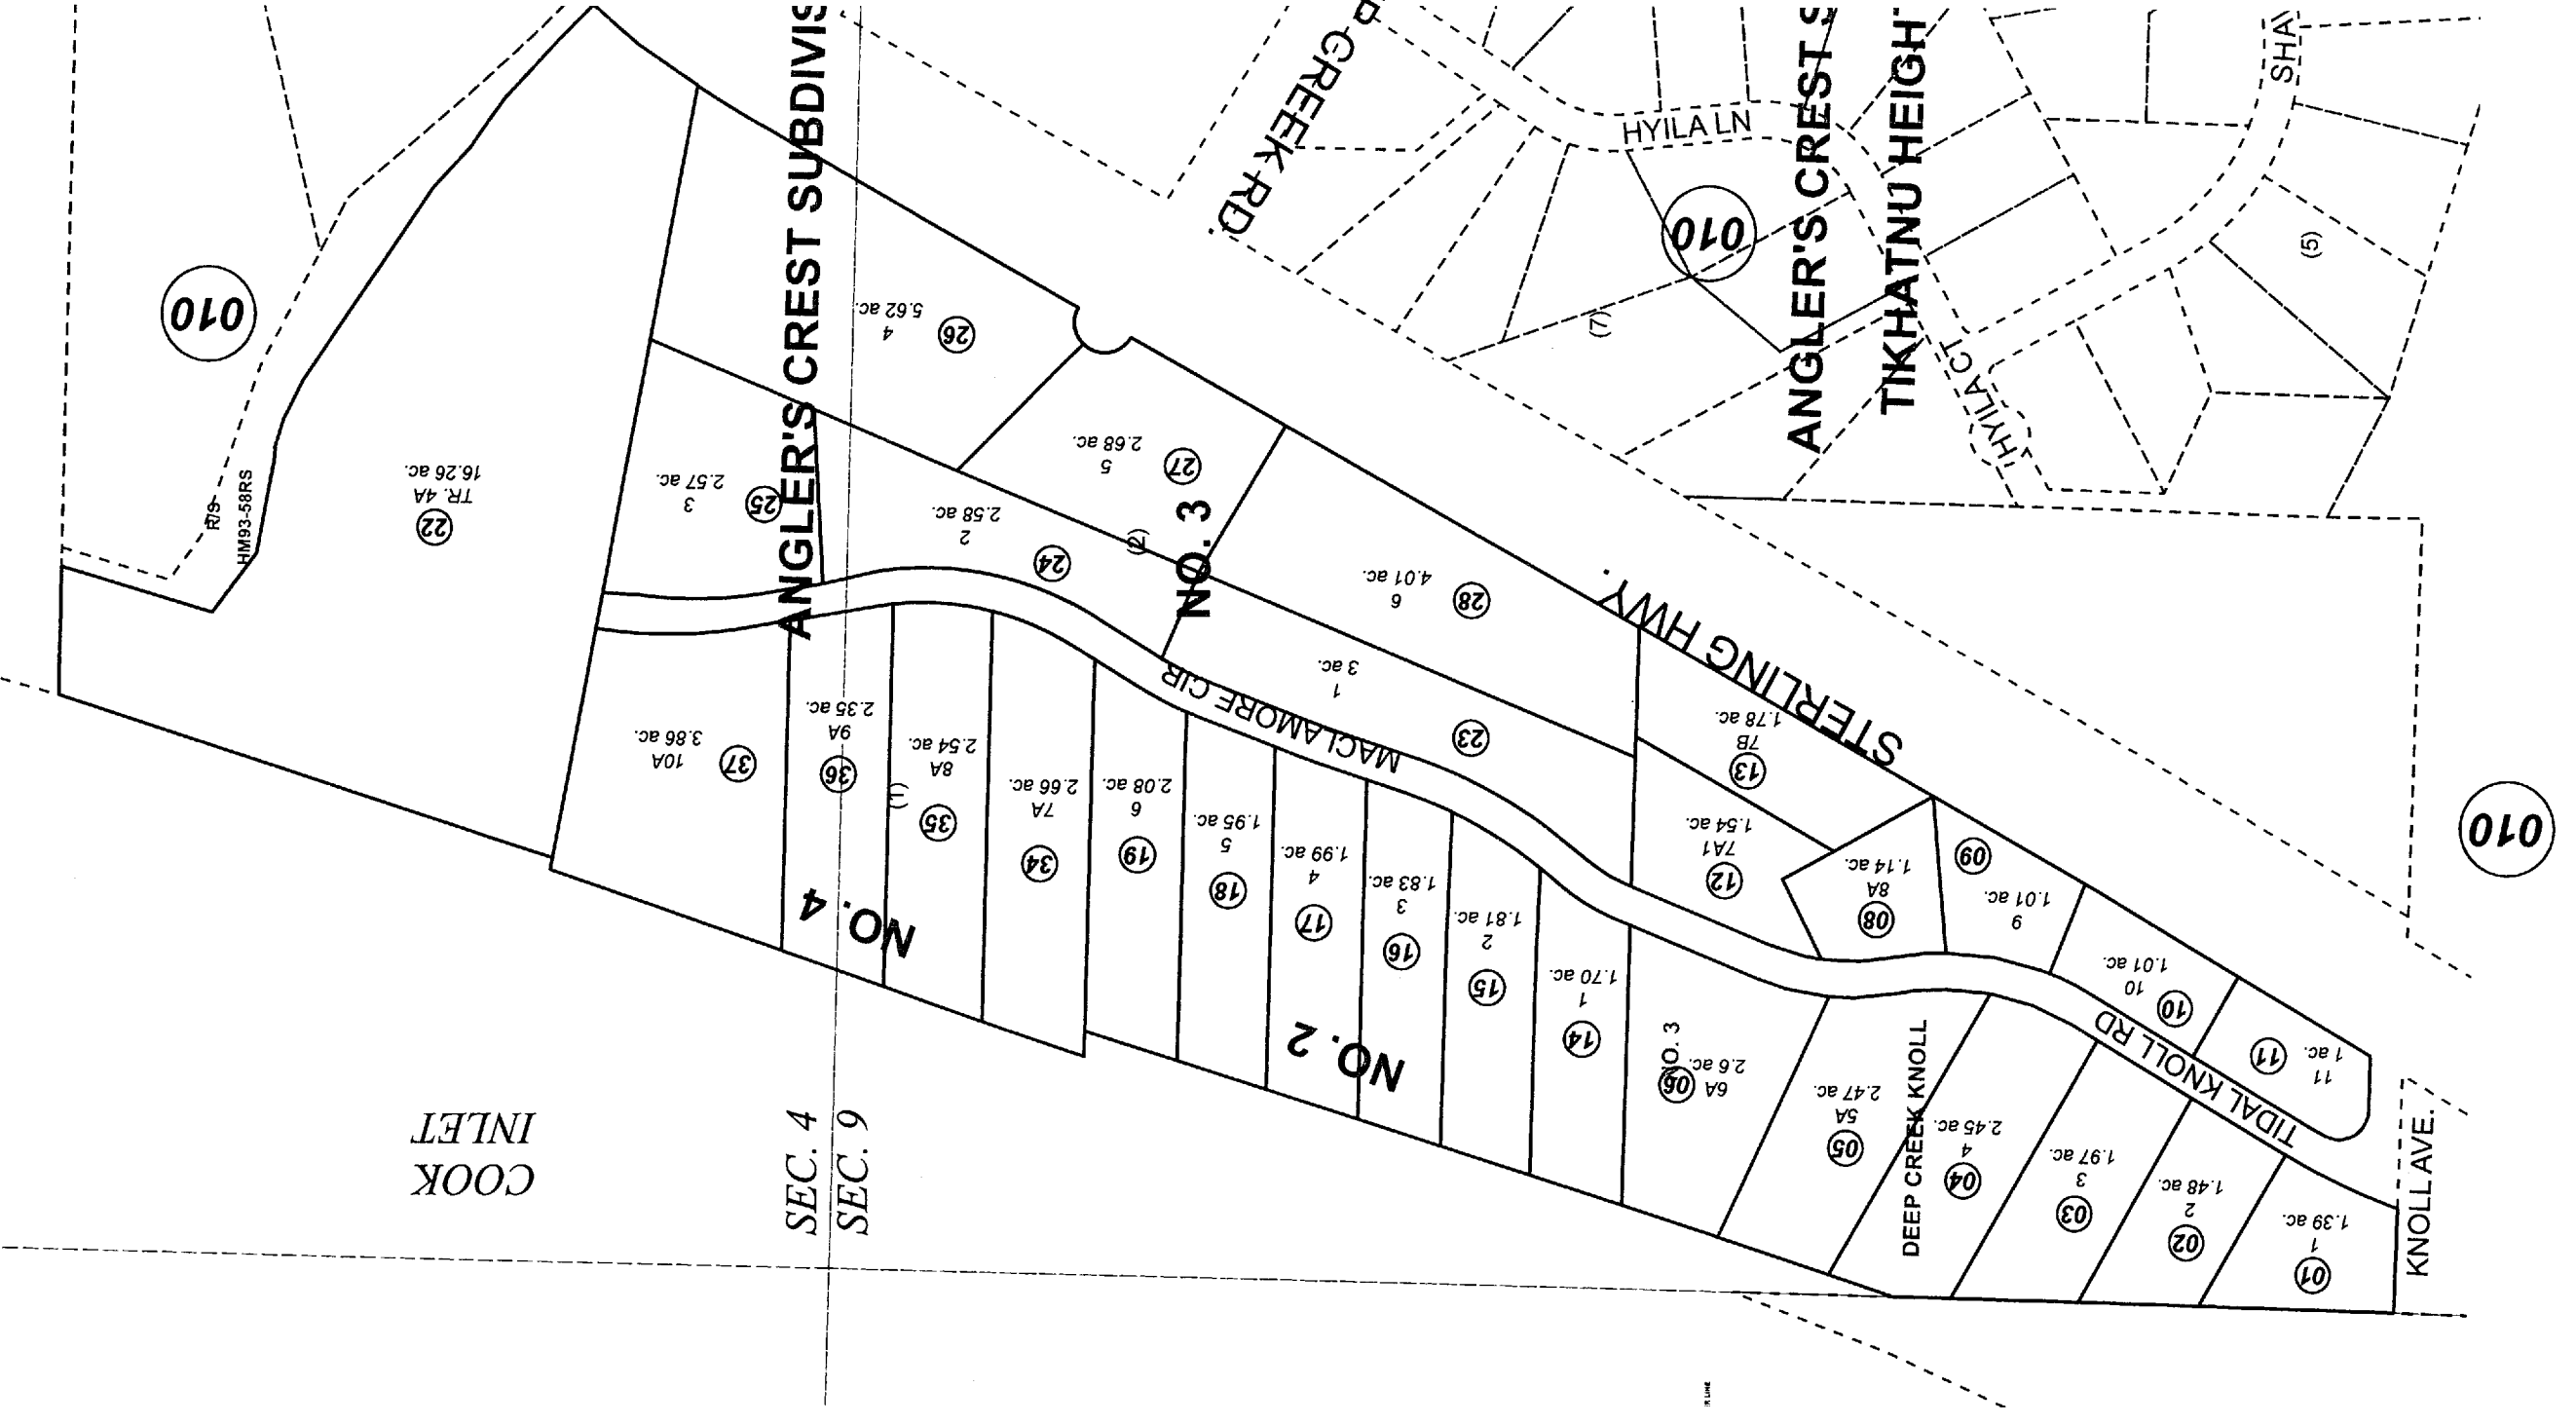 ANGLER'S CREST SUBDIVIS
CREEK RD.
HYILA LN
ANGLER'S CREST S
TIKHATNU HEIGH
SHA
HYILA CT
(5)
(7)
010
010
010
R/S
HM93-58RS
22
TR. 4A
16.26 ac.
26
4
5.62 ac.
25
3
2.57 ac.
27
5
2.68 ac.
24
2
2.58 ac.
(2)
NO. 3
28
6
4.01 ac.
23
1
3 ac.
STERLING HWY.
MACLAMORE CIR
13
7B
1.78 ac.
12
7A1
1.54 ac.
08
8A
1.14 ac.
09
9
1.01 ac.
10
10
1.01 ac.
11
11
1 ac.
37
10A
3.86 ac.
36
9A
2.35 ac.
(1)
35
8A
2.54 ac.
34
7A
2.66 ac.
19
6
2.08 ac.
18
5
1.95 ac.
17
4
1.99 ac.
16
3
1.83 ac.
15
2
1.81 ac.
14
1
1.70 ac.
NO. 4
NO. 2
NO. 3
06
6A
2.6 ac.
05
5A
2.47 ac.
DEEP CREEK KNOLL
04
4
2.45 ac.
03
3
1.97 ac.
02
2
1.48 ac.
01
1
1.39 ac.
TIDAL KNOLL RD
KNOLL AVE.
COOK
INLET
SEC. 4
SEC. 9